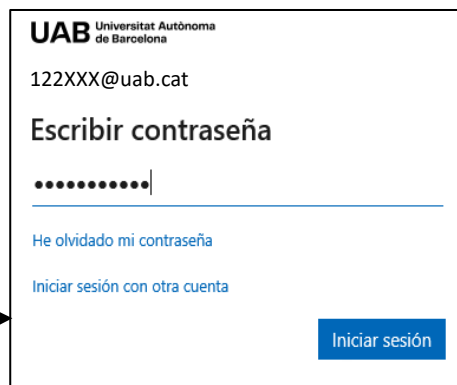 UAB Universitat Autònoma
de Barcelona
122XXX@uab.cat
Escribir contraseña
●●●●●●●●●●●
He olvidado mi contraseña
Iniciar sesión con otra cuenta
Iniciar sesión